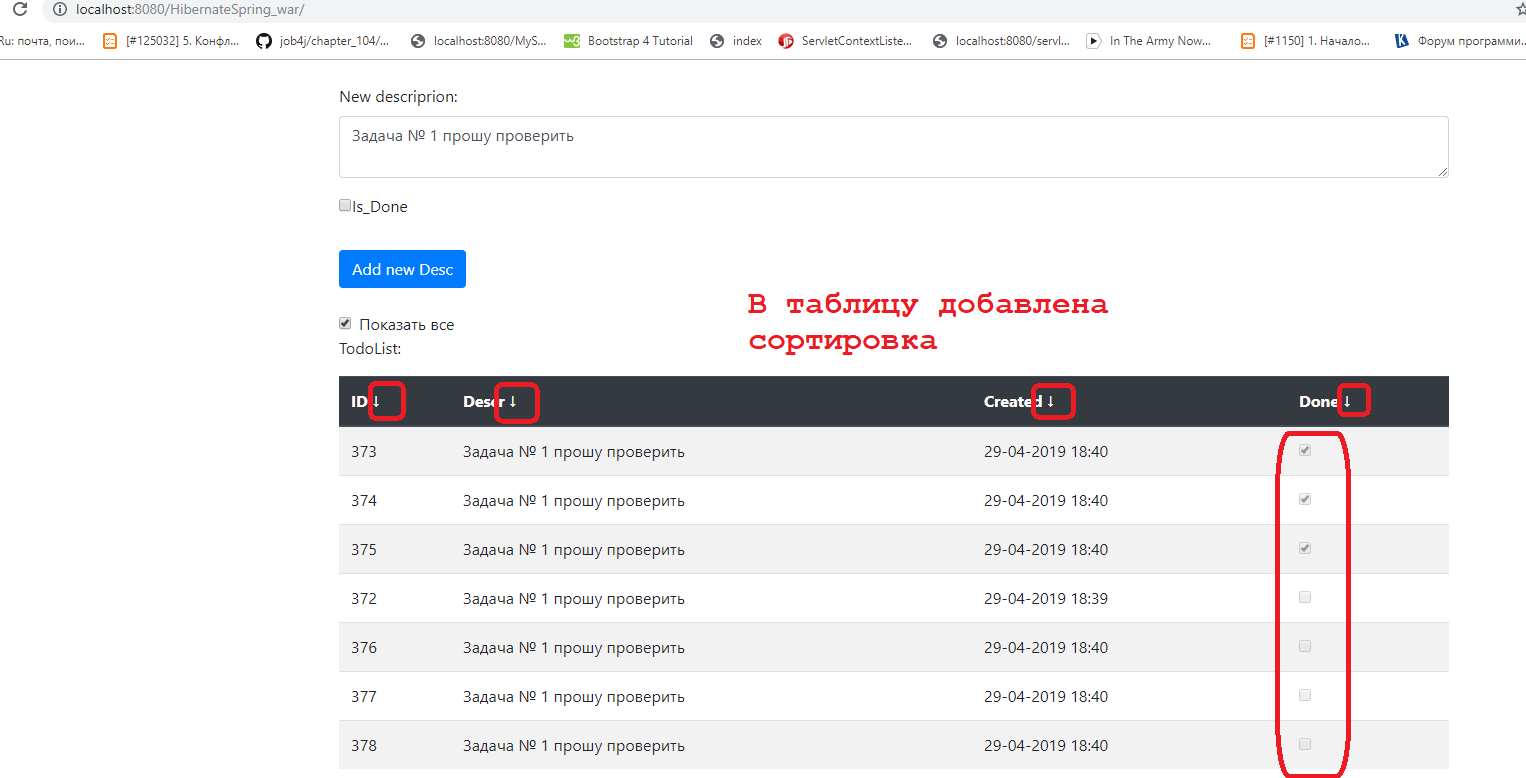 localhost:8080/HibernateSpring_war/
Ru: почта, пои... [#125032] 5. Конфл... job4j/chapter_104/... localhost:8080/MyS... Bootstrap 4 Tutorial index ServletContextListe... localhost:8080/servl... In The Army Now... [#1150] 1. Начало... Форум программи...
New descriprion:
Задача № 1 прошу проверить
Is_Done
Add new Desc
В таблицу добавлена
сортировка
Показать все
TodoList:
ID↓ Descr ↓ Created ↓ Done ↓
373 Задача № 1 прошу проверить 29-04-2019 18:40
374 Задача № 1 прошу проверить 29-04-2019 18:40
375 Задача № 1 прошу проверить 29-04-2019 18:40
372 Задача № 1 прошу проверить 29-04-2019 18:39
376 Задача № 1 прошу проверить 29-04-2019 18:40
377 Задача № 1 прошу проверить 29-04-2019 18:40
378 Задача № 1 прошу проверить 29-04-2019 18:40